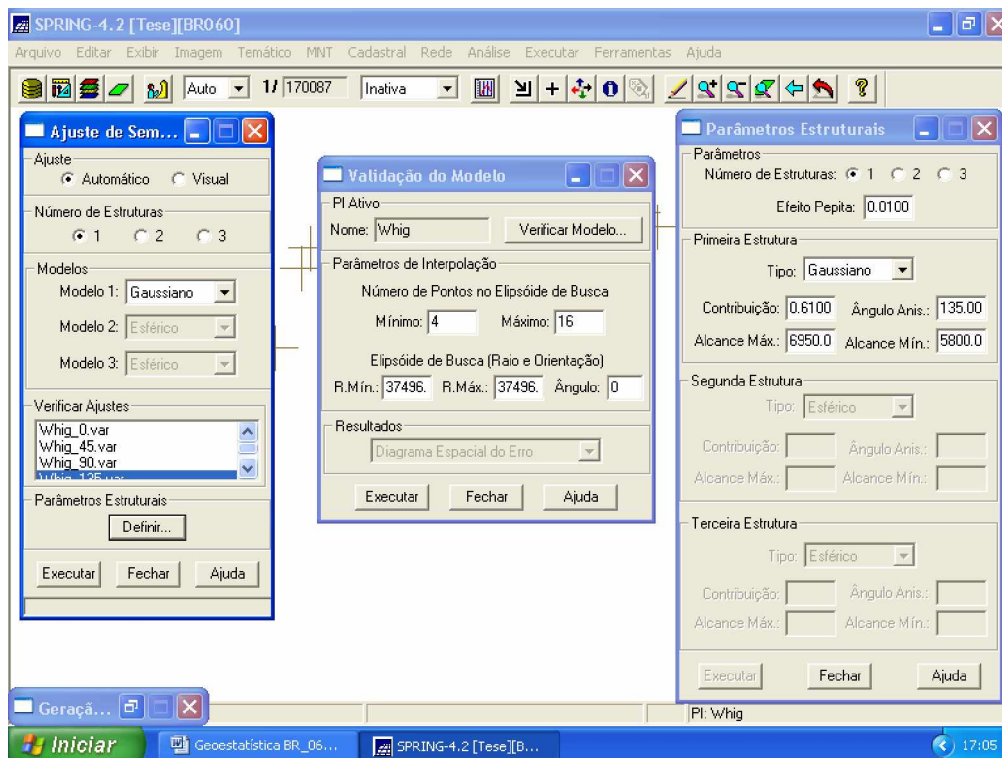 SPRING-4.2 [Tese][BR060]
Arquivo Editar Exibir Imagem Temático MNT Cadastral Rede Análise Executar Ferramentas Ajuda
Auto 1/ 170087 Inativa
Ajuste de Sem...
Ajuste
Automático Visual
Número de Estruturas
1 2 3
Modelos
Modelo 1: Gaussiano
Modelo 2: Esférico
Modelo 3: Esférico
Verificar Ajustes
Whig_0.var
Whig_45.var
Whig_90.var
Whig_135.var
Parâmetros Estruturais
Definir...
Executar Fechar Ajuda
Validação do Modelo
PI Ativo
Nome: Whig Verificar Modelo...
Parâmetros de Interpolação
Número de Pontos no Elipsóide de Busca
Mínimo: 4 Máximo: 16
Elipsóide de Busca (Raio e Orientação)
R.Mín.: 37496. R.Máx.: 37496. Ângulo: 0
Resultados
Diagrama Espacial do Erro
Executar Fechar Ajuda
Parâmetros Estruturais
Parâmetros
Número de Estruturas: 1 2 3
Efeito Pepita: 0.0100
Primeira Estrutura
Tipo: Gaussiano
Contribuição: 0.6100 Ângulo Anis.: 135.00
Alcance Máx.: 6950.0 Alcance Mín.: 5800.0
Segunda Estrutura
Tipo: Esférico
Contribuição: Ângulo Anis.:
Alcance Máx.: Alcance Mín.:
Terceira Estrutura
Tipo: Esférico
Contribuição: Ângulo Anis.:
Alcance Máx.: Alcance Mín.:
Executar Fechar Ajuda
Geraçã...
PI: Whig
Iniciar Geoestatística BR_06... SPRING-4.2 [Tese][B... 17:05